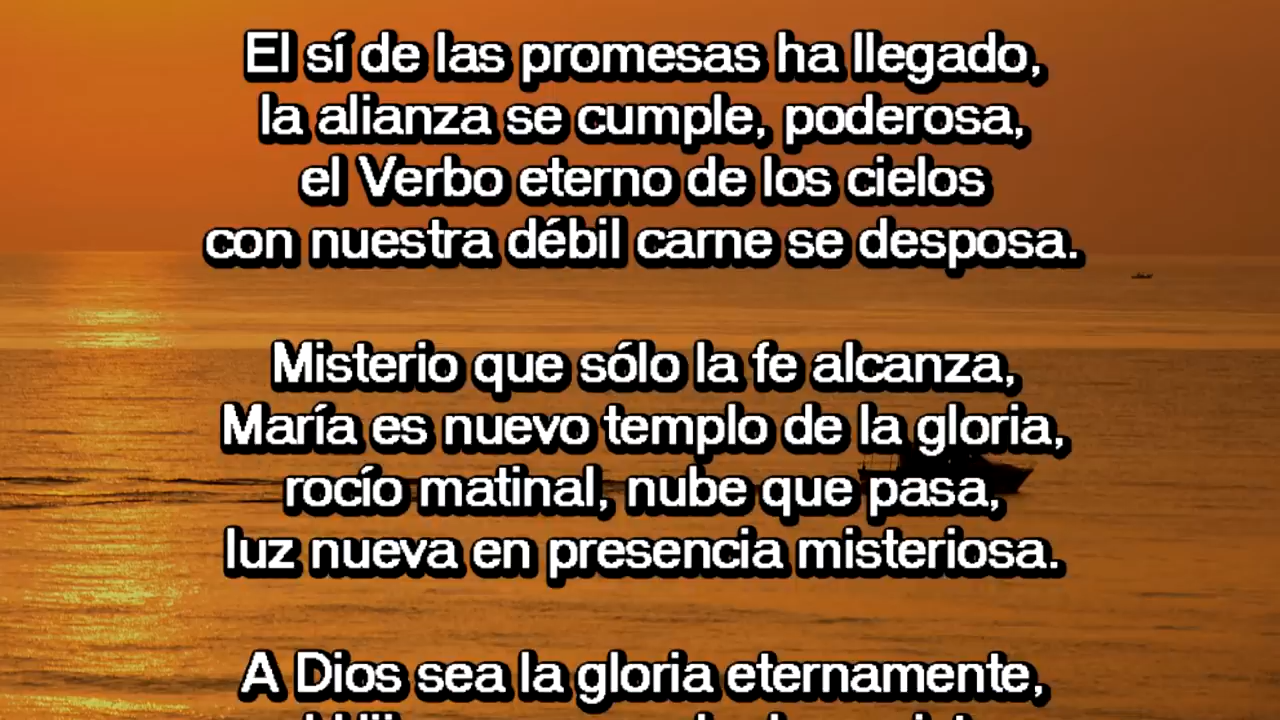 El sí de las promesas ha llegado,
la alianza se cumple, poderosa,
el Verbo eterno de los cielos
con nuestra débil carne se desposa.
Misterio que sólo la fe alcanza,
María es nuevo templo de la gloria,
rocío matinal, nube que pasa,
luz nueva en presencia misteriosa.
A Dios sea la gloria eternamente,